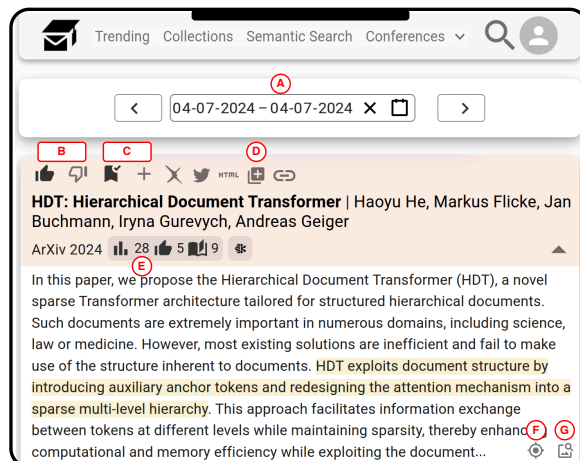 Trending Collections Semantic Search Conferences
A
04-07-2024 – 04-07-2024
B C D
HTML
HDT: Hierarchical Document Transformer | Haoyu He, Markus Flicke, Jan
Buchmann, Iryna Gurevych, Andreas Geiger
ArXiv 2024 28 5 9
E
In this paper, we propose the Hierarchical Document Transformer (HDT), a novel
sparse Transformer architecture tailored for structured hierarchical documents.
Such documents are extremely important in numerous domains, including science,
law or medicine. However, most existing solutions are inefficient and fail to make
use of the structure inherent to documents. HDT exploits document structure by
introducing auxiliary anchor tokens and redesigning the attention mechanism into a
sparse multi-level hierarchy. This approach facilitates information exchange
between tokens at different levels while maintaining sparsity, thereby enhancing
F G
computational and memory efficiency while exploiting the document...